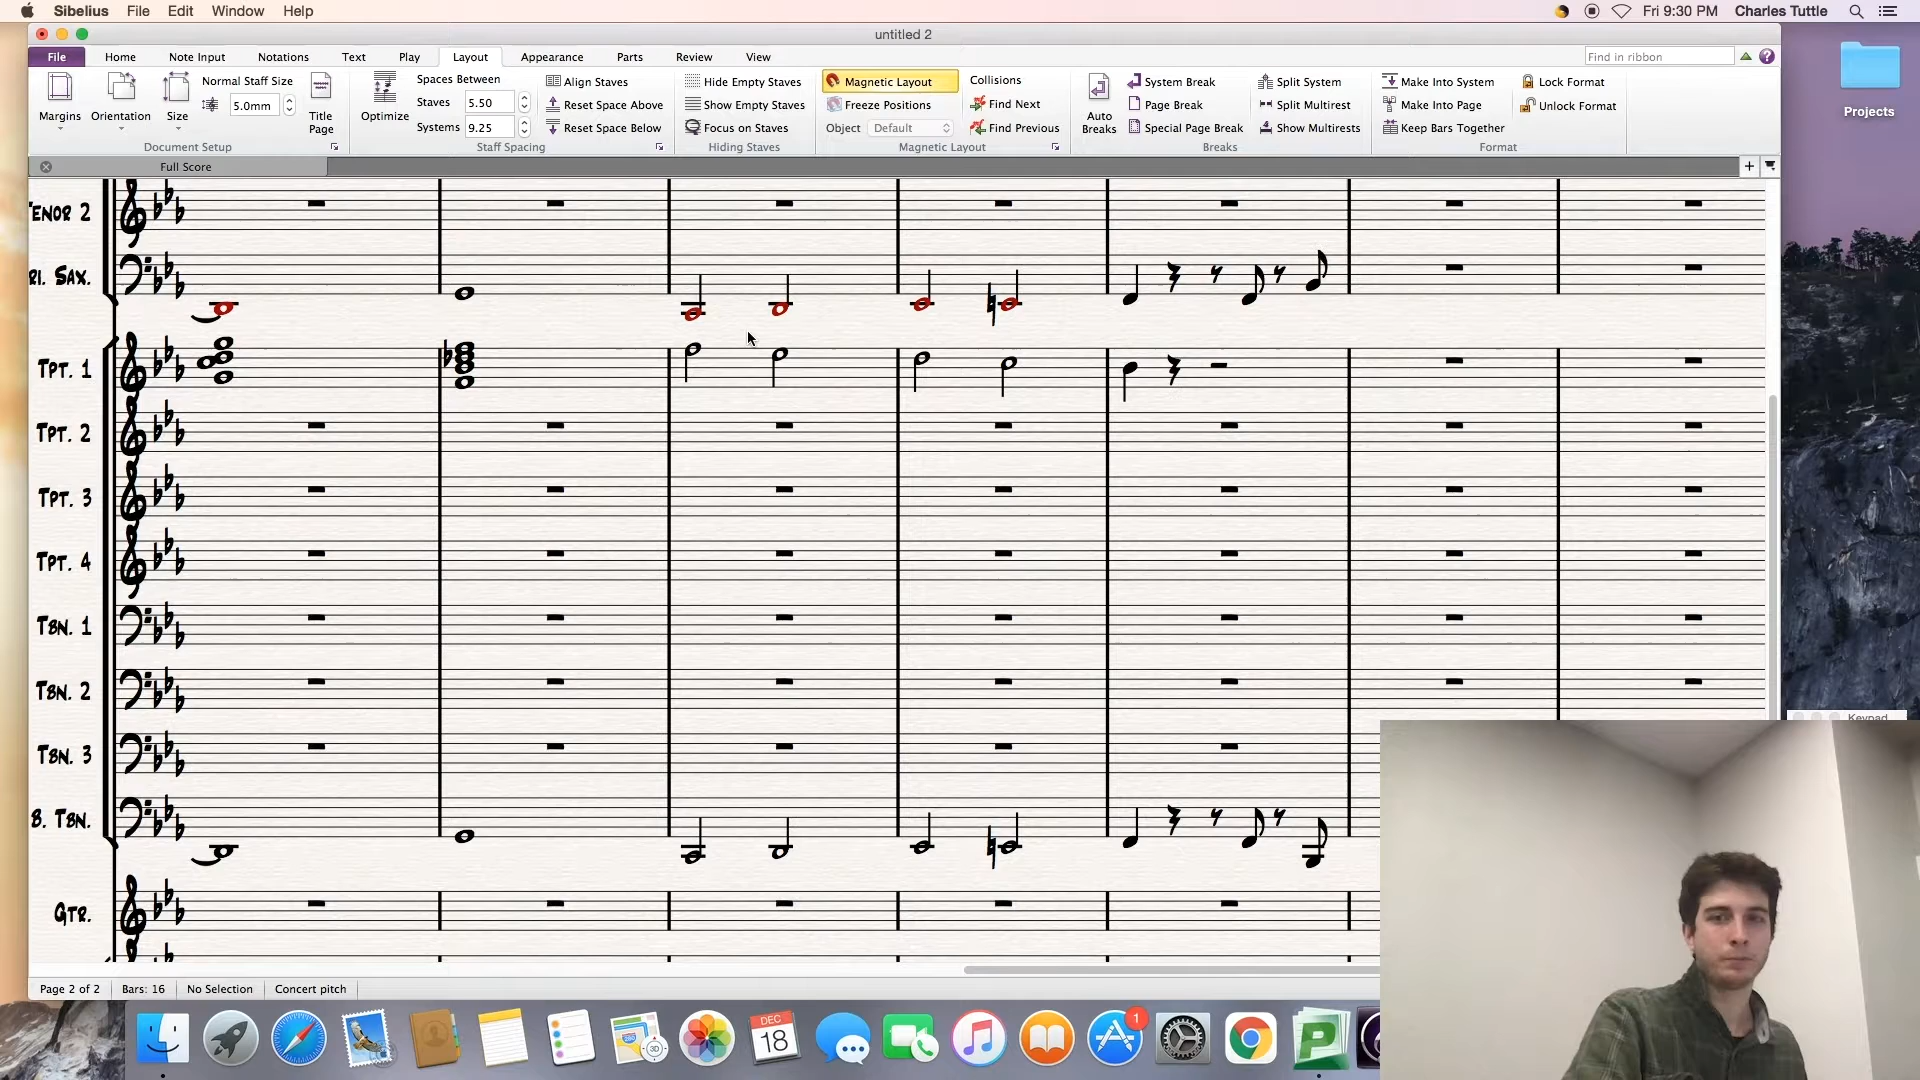 Sibelius File Edit Window Help Fri 9:30 PM Charles Tuttle
untitled 2
File Home Note Input Notations Text Play Layout Appearance Parts Review View Find in ribbon
Margins Orientation Size Normal Staff Size 5.0mm Title Page
Document Setup
Optimize Spaces Between Staves 5.50 Systems 9.25
Align Staves
Reset Space Above
Reset Space Below
Staff Spacing
Hide Empty Staves
Show Empty Staves
Focus on Staves
Hiding Staves
Magnetic Layout
Freeze Positions
Object Default
Collisions
Find Next
Find Previous
Magnetic Layout
Auto Breaks
System Break
Page Break
Special Page Break
Split System
Split Multirest
Show Multirests
Breaks
Make Into System
Make Into Page
Keep Bars Together
Lock Format
Unlock Format
Format
Projects
Full Score
TENOR 2
RI. SAX.
TPT. 1
TPT. 2
TPT. 3
TPT. 4
TBN. 1
TBN. 2
TBN. 3
B. TBN.
GTR.
Keypad
Page 2 of 2 Bars: 16 No Selection Concert pitch
DEC
18
1